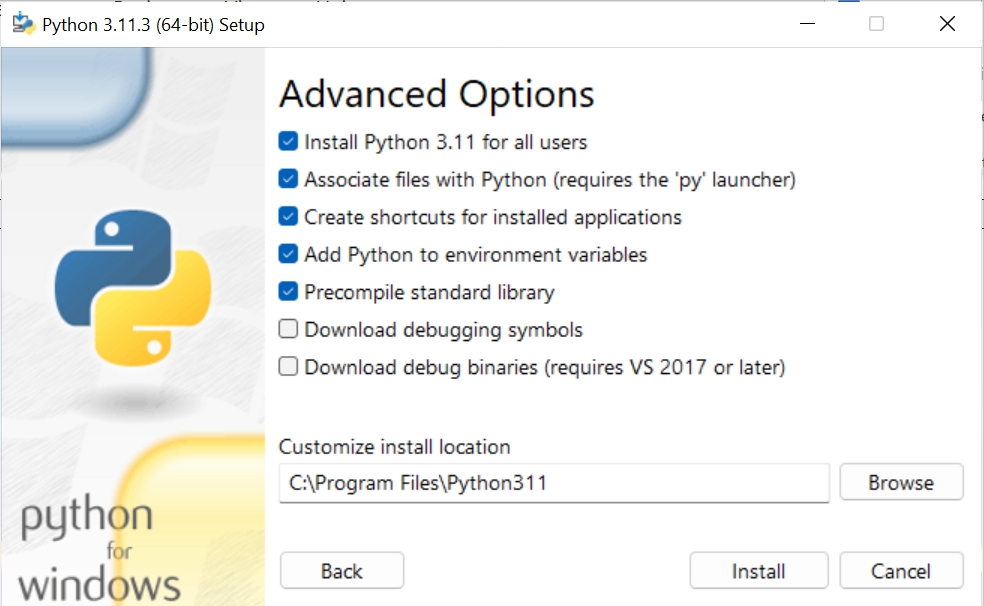 Python 3.11.3 (64-bit) Setup
Advanced Options
Install Python 3.11 for all users
Associate files with Python (requires the 'py' launcher)
Create shortcuts for installed applications
Add Python to environment variables
Precompile standard library
Download debugging symbols
Download debug binaries (requires VS 2017 or later)
Customize install location
C:\Program Files\Python311
Browse
python
for
windows
Back
Install
Cancel